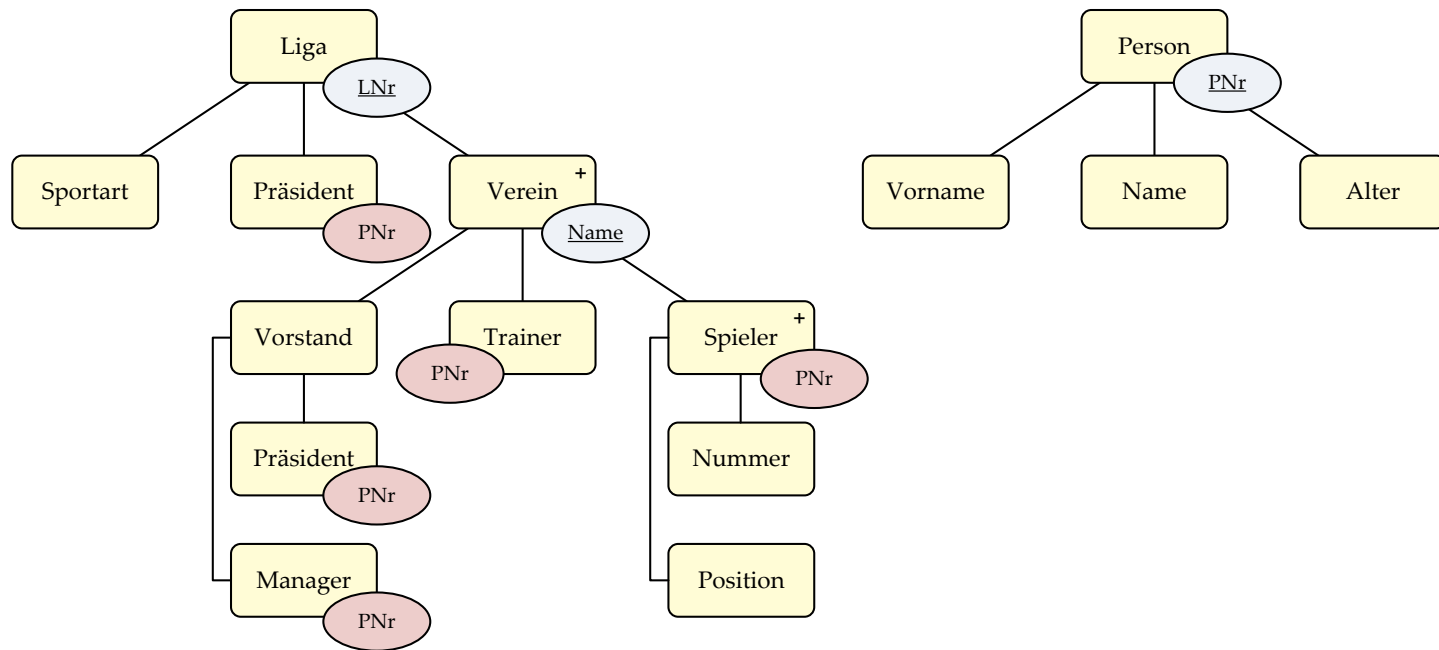 Liga
Person
LNr
PNr
Sportart
Präsident
Verein
+
Vorname
Name
Alter
PNr
Name
Vorstand
Trainer
Spieler
+
PNr
PNr
Präsident
Nummer
PNr
Manager
Position
PNr